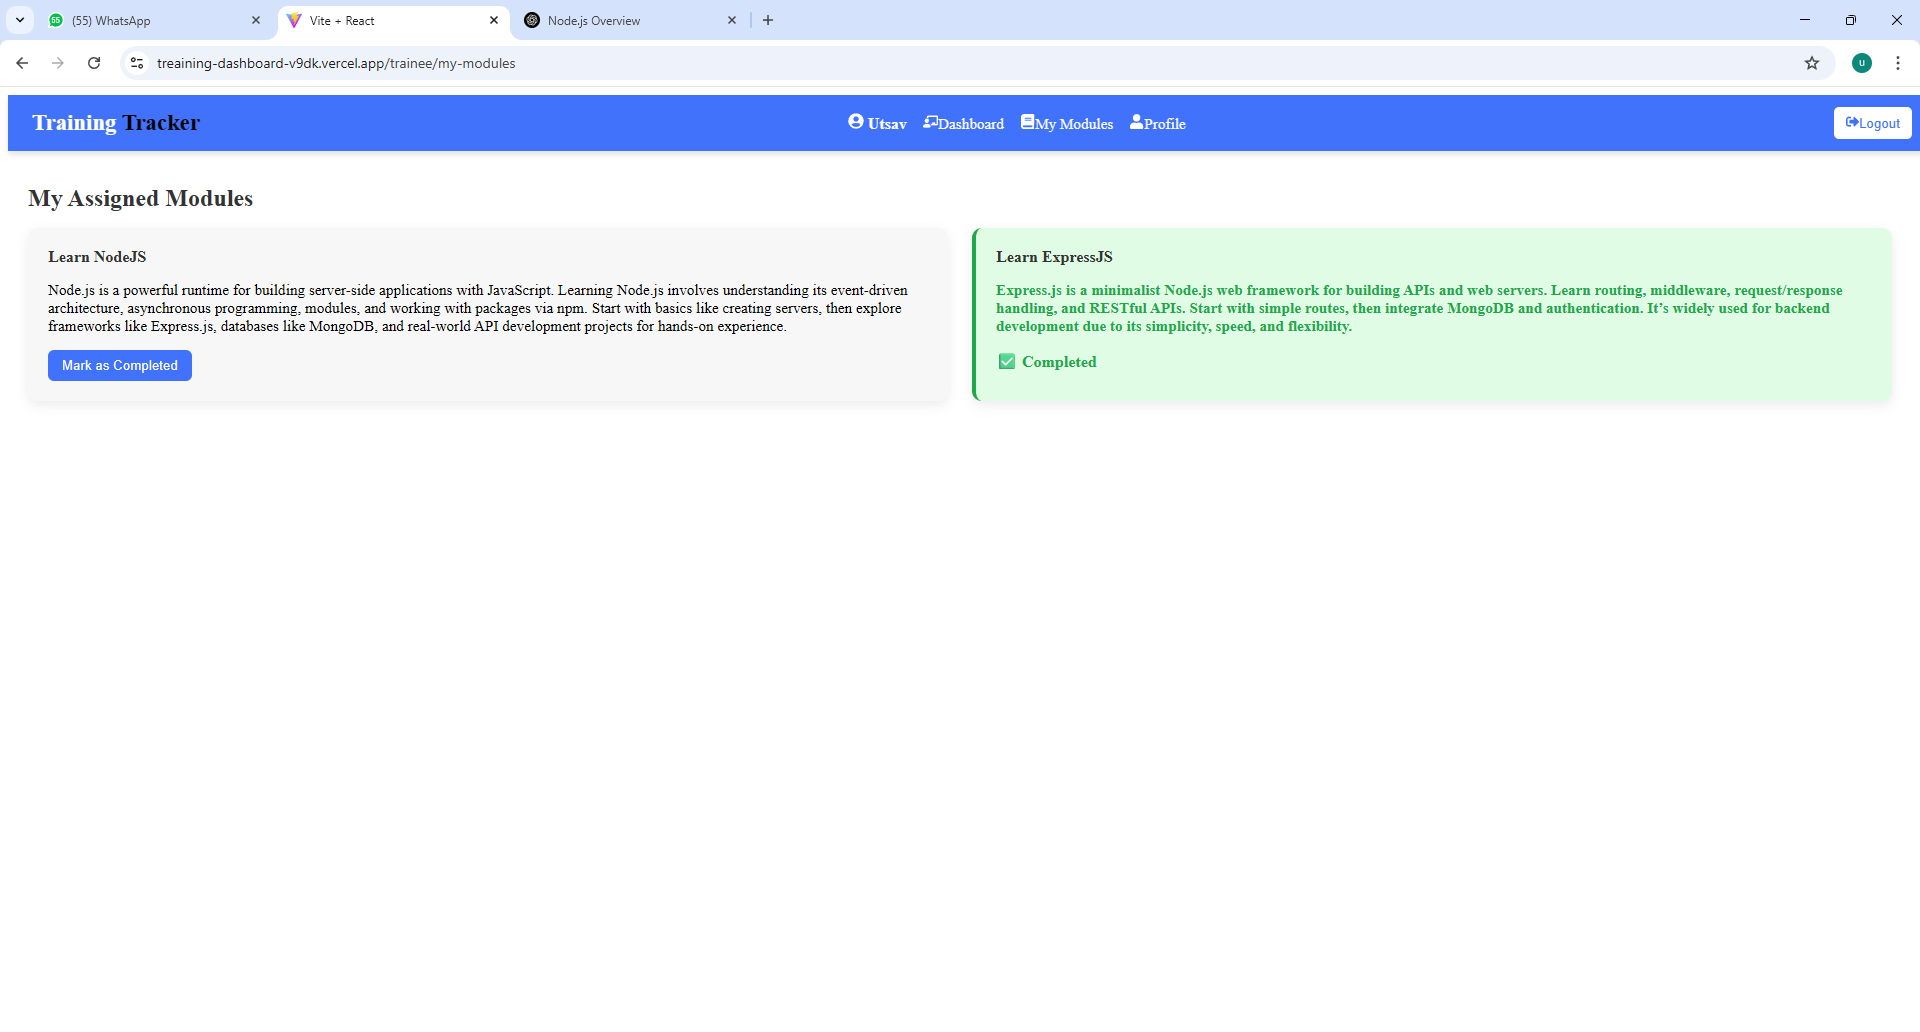 55 (55) WhatsApp
Vite + React
Node.js Overview
treaining-dashboard-v9dk.vercel.app/trainee/my-modules
u
Training Tracker
Utsav
Dashboard
My Modules
Profile
Logout
My Assigned Modules
Learn NodeJS
Node.js is a powerful runtime for building server-side applications with JavaScript. Learning Node.js involves understanding its event-driven
architecture, asynchronous programming, modules, and working with packages via npm. Start with basics like creating servers, then explore
frameworks like Express.js, databases like MongoDB, and real-world API development projects for hands-on experience.
Mark as Completed
Learn ExpressJS
Express.js is a minimalist Node.js web framework for building APIs and web servers. Learn routing, middleware, request/response
handling, and RESTful APIs. Start with simple routes, then integrate MongoDB and authentication. It’s widely used for backend
development due to its simplicity, speed, and flexibility.
✅ Completed